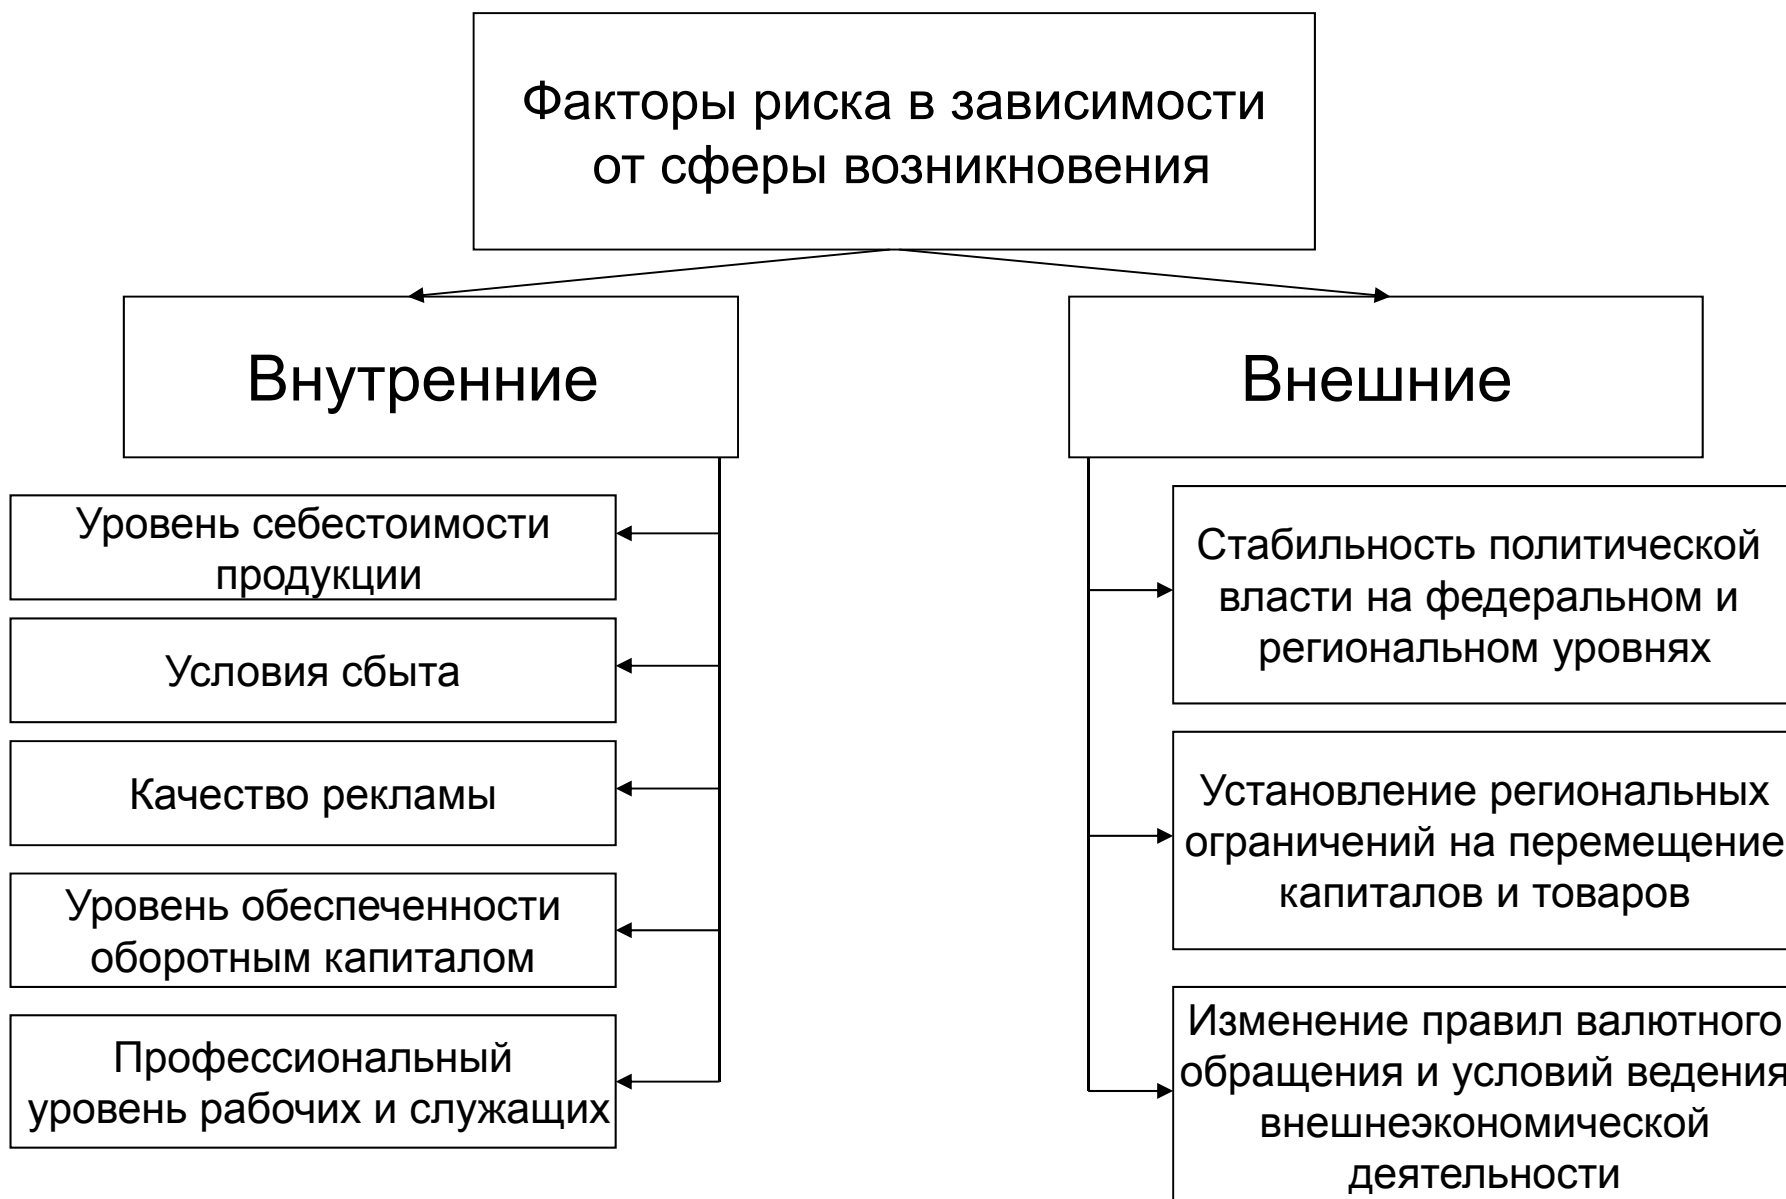 Факторы риска в зависимости
от сферы возникновения
Внутренние
Уровень себестоимости
продукции
Условия сбыта
Качество рекламы
Уровень обеспеченности
оборотным капиталом
Профессиональный
уровень рабочих и служащих
Внешние
Стабильность политической
власти на федеральном и
региональном уровнях
Установление региональных
ограничений на перемещение
капиталов и товаров
Изменение правил валютного
обращения и условий ведения
внешнеэкономической
деятельности